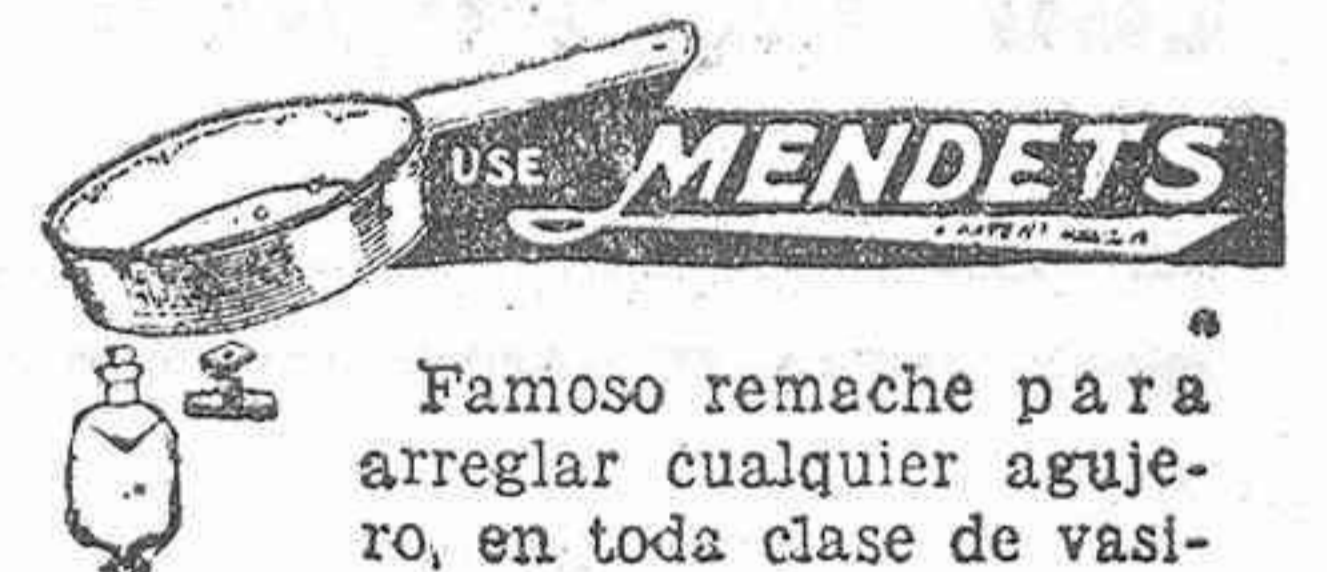 USE MENDETS
Famoso remache para
arreglar cualquier aguje-
ro, en toda clase de vasi-